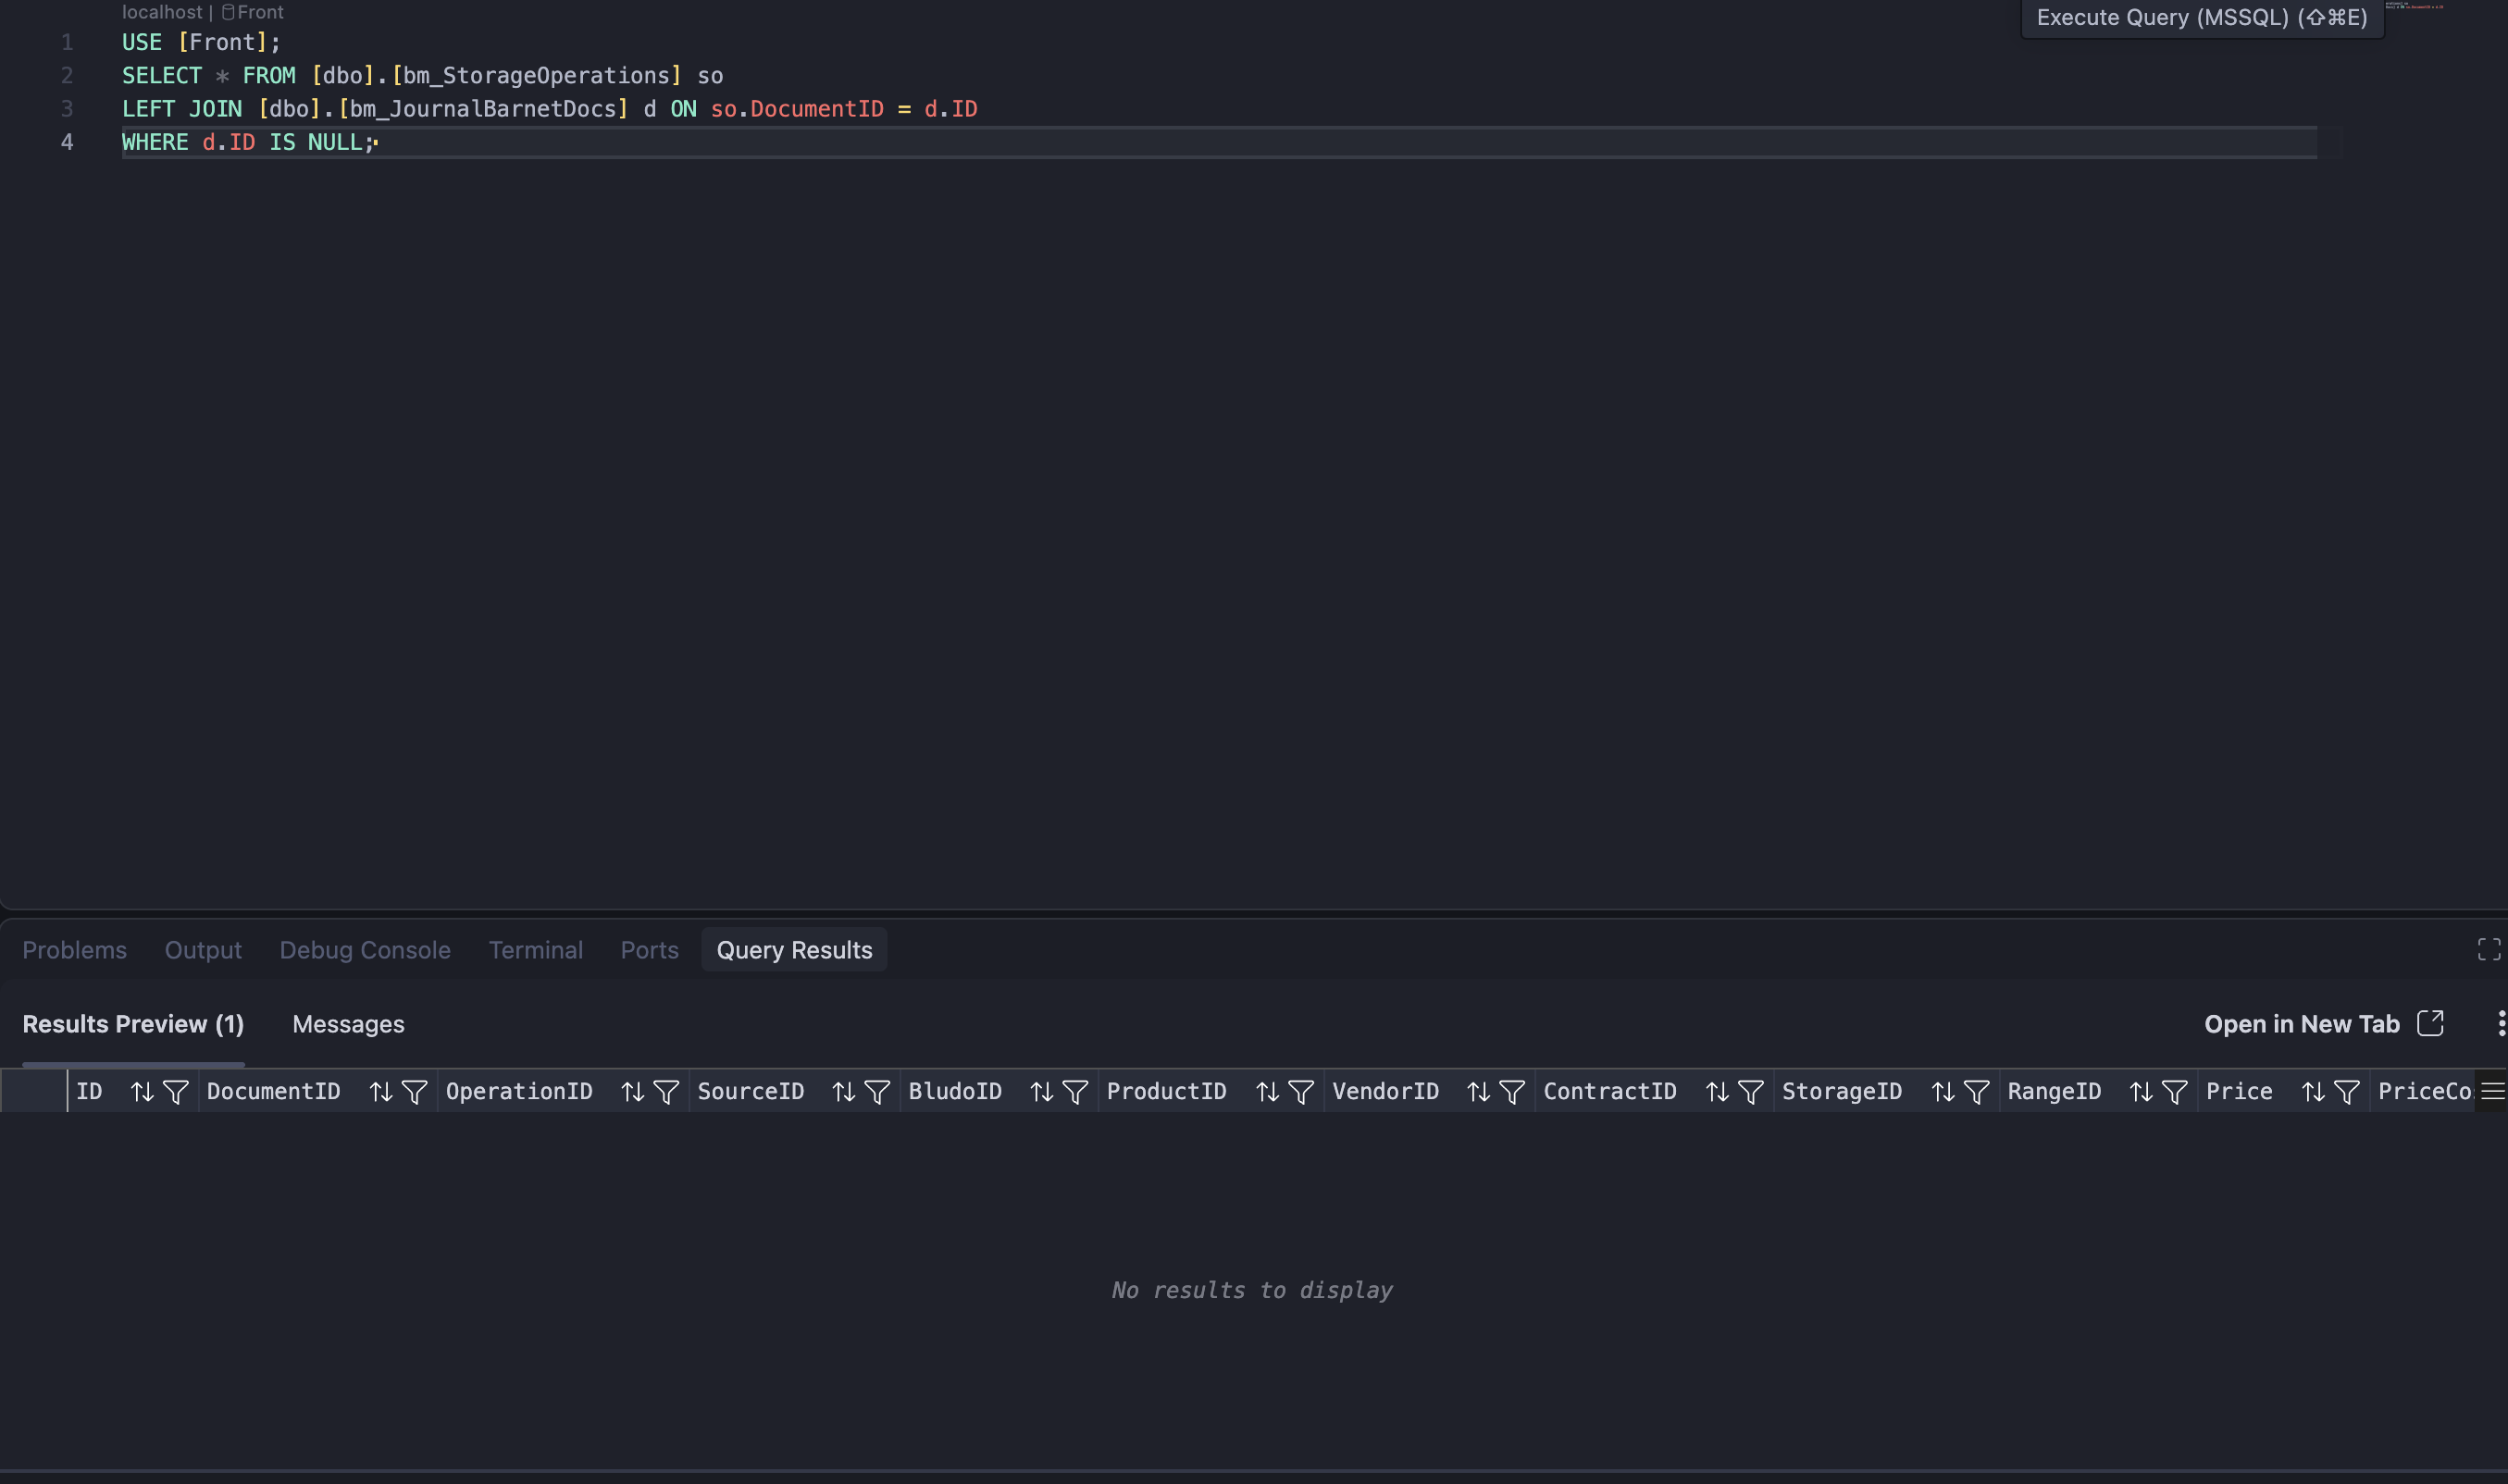 localhost | Front
Execute Query (MSSQL) (⇧⌘E)
1 USE [Front];
2 SELECT * FROM [dbo].[bm_StorageOperations] so
3 LEFT JOIN [dbo].[bm_JournalBarnetDocs] d ON so.DocumentID = d.ID
4 WHERE d.ID IS NULL;
Problems Output Debug Console Terminal Ports Query Results
Results Preview (1) Messages Open in New Tab
ID DocumentID OperationID SourceID BludoID ProductID VendorID ContractID StorageID RangeID Price PriceCo
No results to display